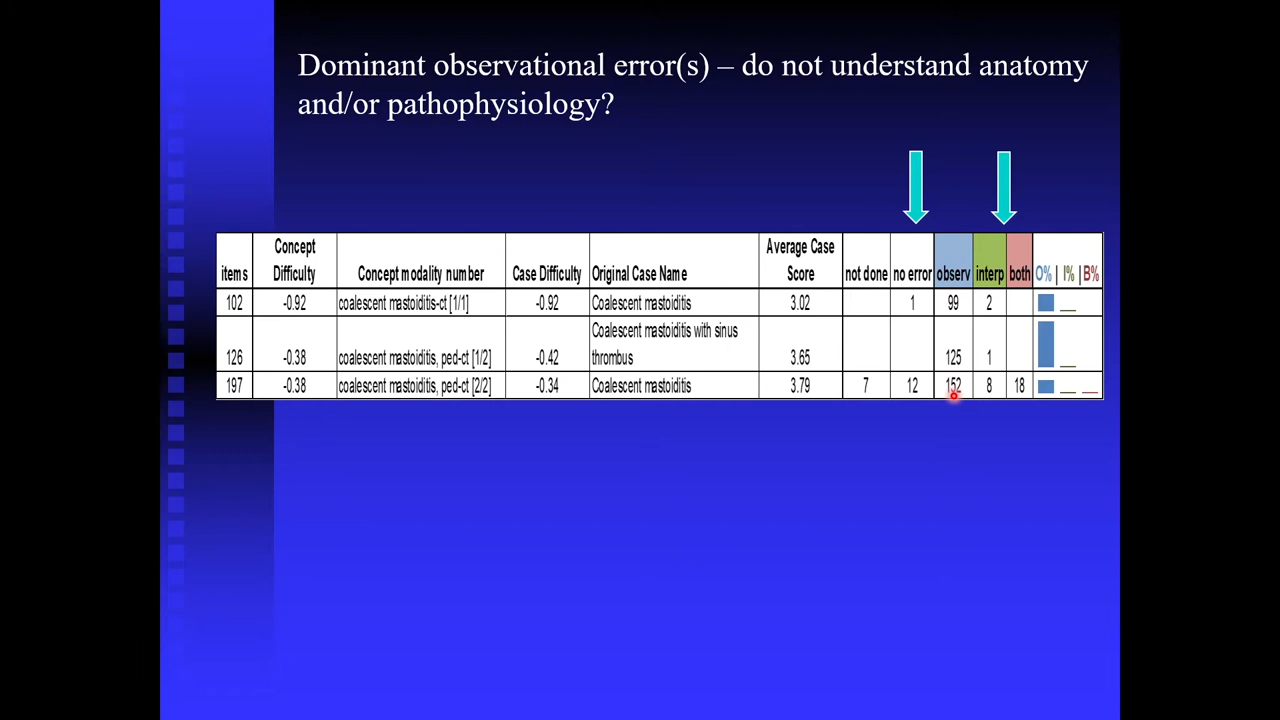 Dominant observational error(s) – do not understand anatomy
and/or pathophysiology?
items | Concept Difficulty | Concept modality number | Case Difficulty | Original Case Name | Average Case Score | not done | no error | observ | interp | both | O% | I% | B%
102 | -0.92 | coalescent mastoiditis-ct [1/1] | -0.92 | Coalescent mastoiditis | 3.02 | | 1 | 99 | 2
126 | -0.38 | coalescent mastoiditis, ped-ct [1/2] | -0.42 | Coalescent mastoiditis with sinus thrombus | 3.65 | | | 125 | 1
197 | -0.38 | coalescent mastoiditis, ped-ct [2/2] | -0.34 | Coalescent mastoiditis | 3.79 | 7 | 12 | 152 | 8 | 18